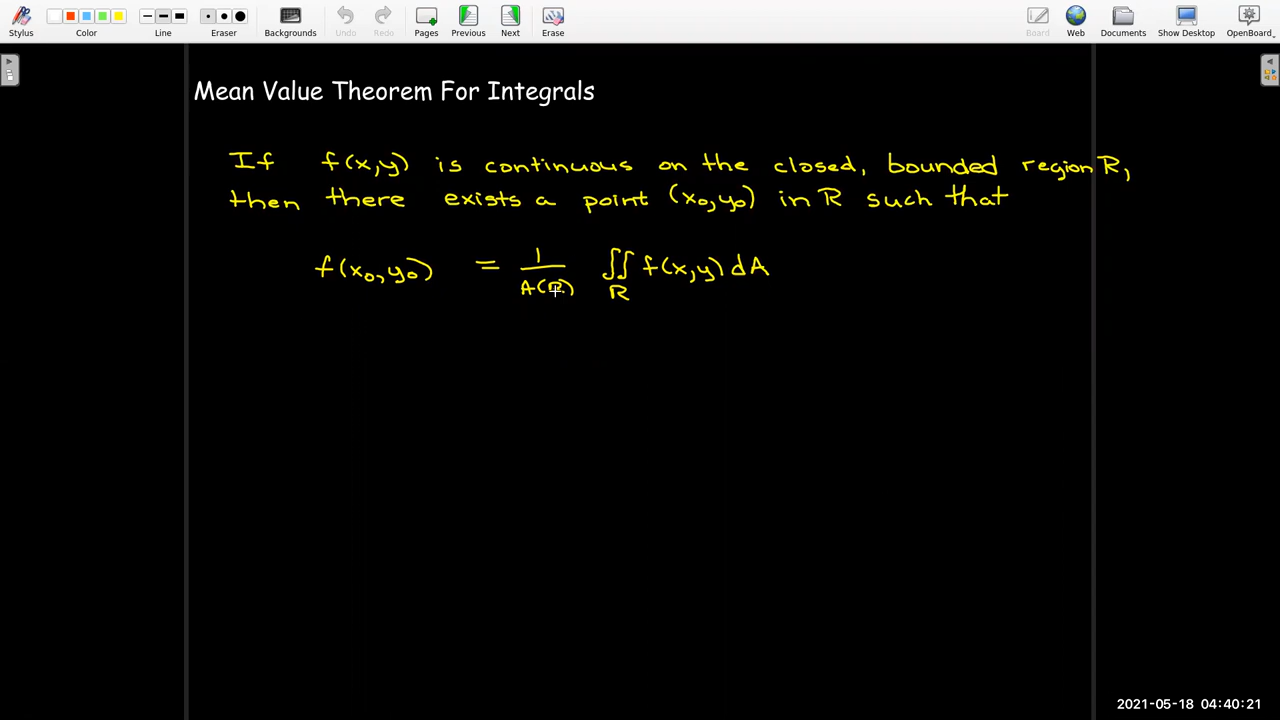 Stylus Color Line Eraser Backgrounds Undo Redo Pages Previous Next Erase Board Web Documents Show Desktop OpenBoard
Mean Value Theorem For Integrals
If f(x,y) is continuous on the closed, bounded region R,
then there exists a point (x₀,y₀) in R such that
f(x₀,y₀) = 1/A(R) ∬_R f(x,y) dA
2021-05-18 04:40:21